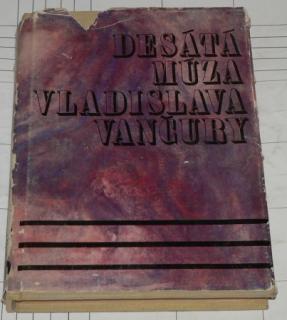 DESÁTÁ
MÚZA
VLADISLAVA
VANČURY